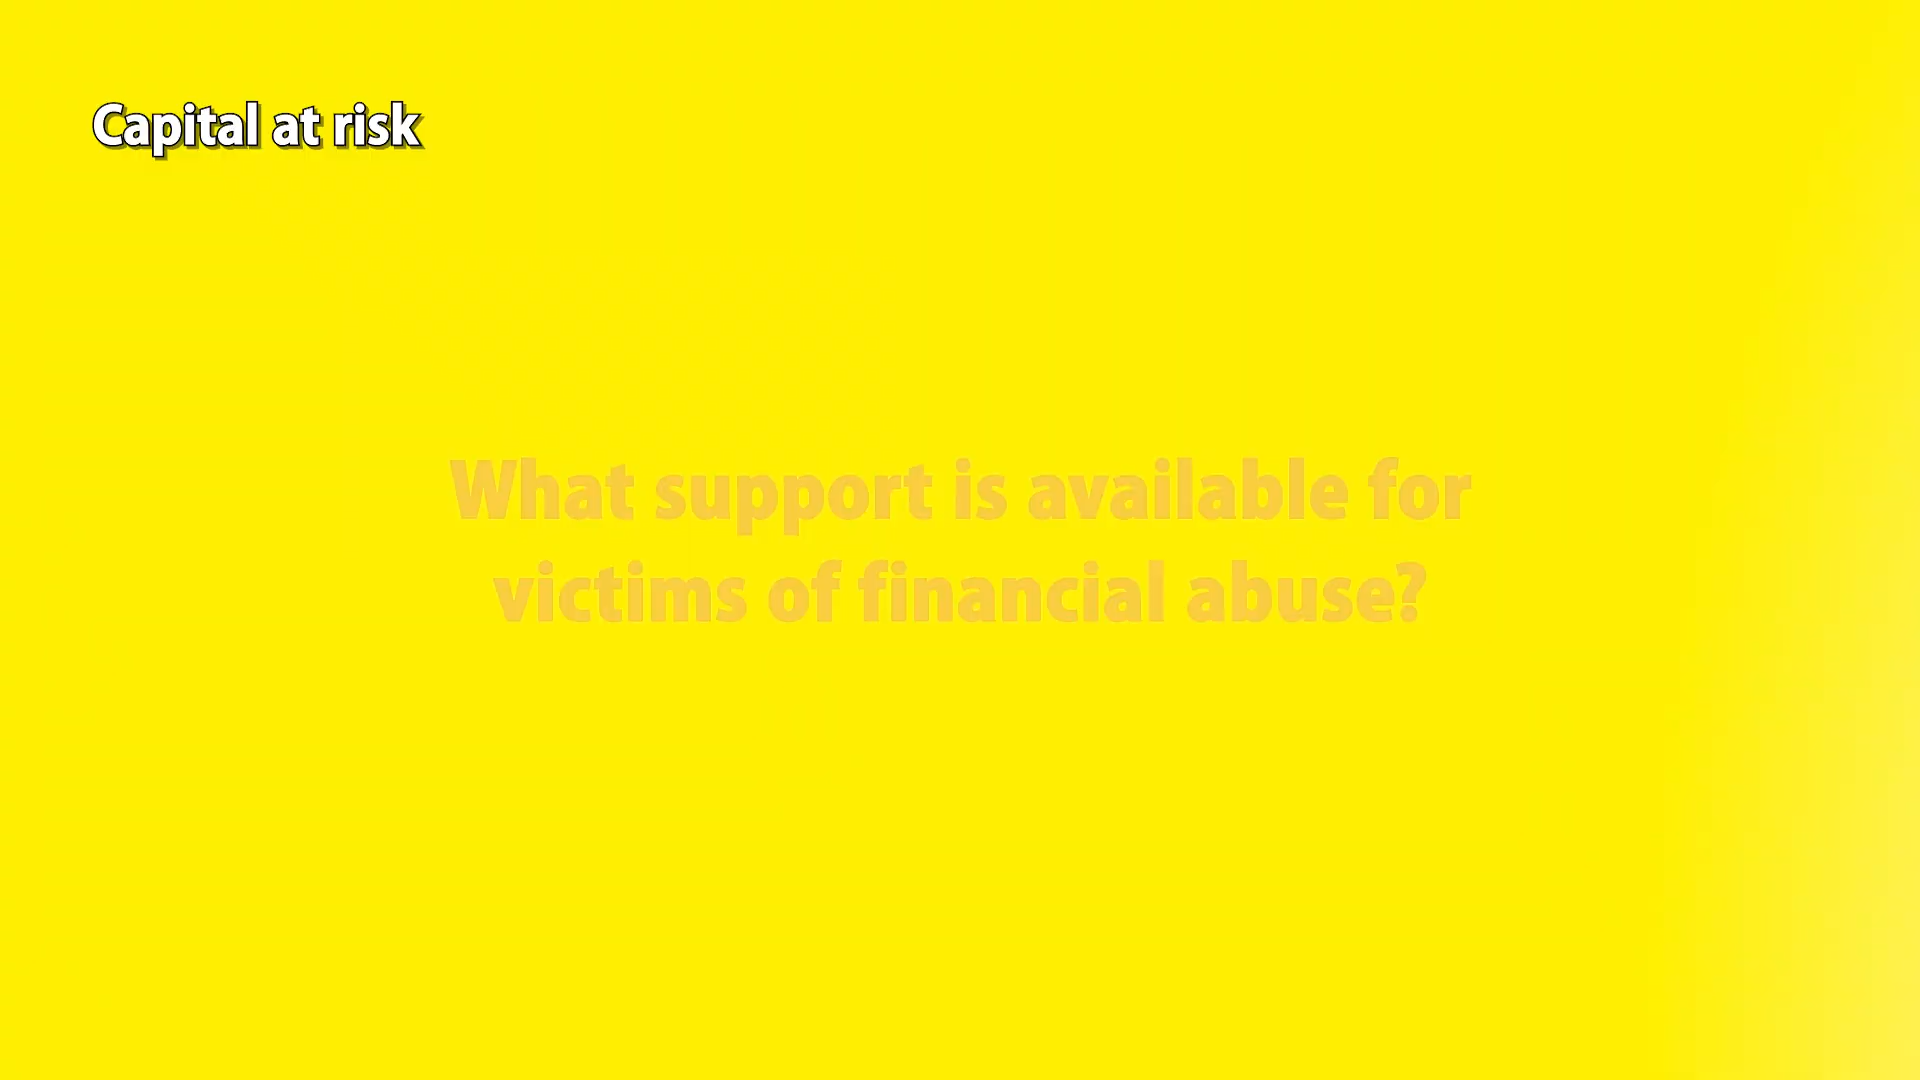 Capital at risk
What support is available for
victims of financial abuse?